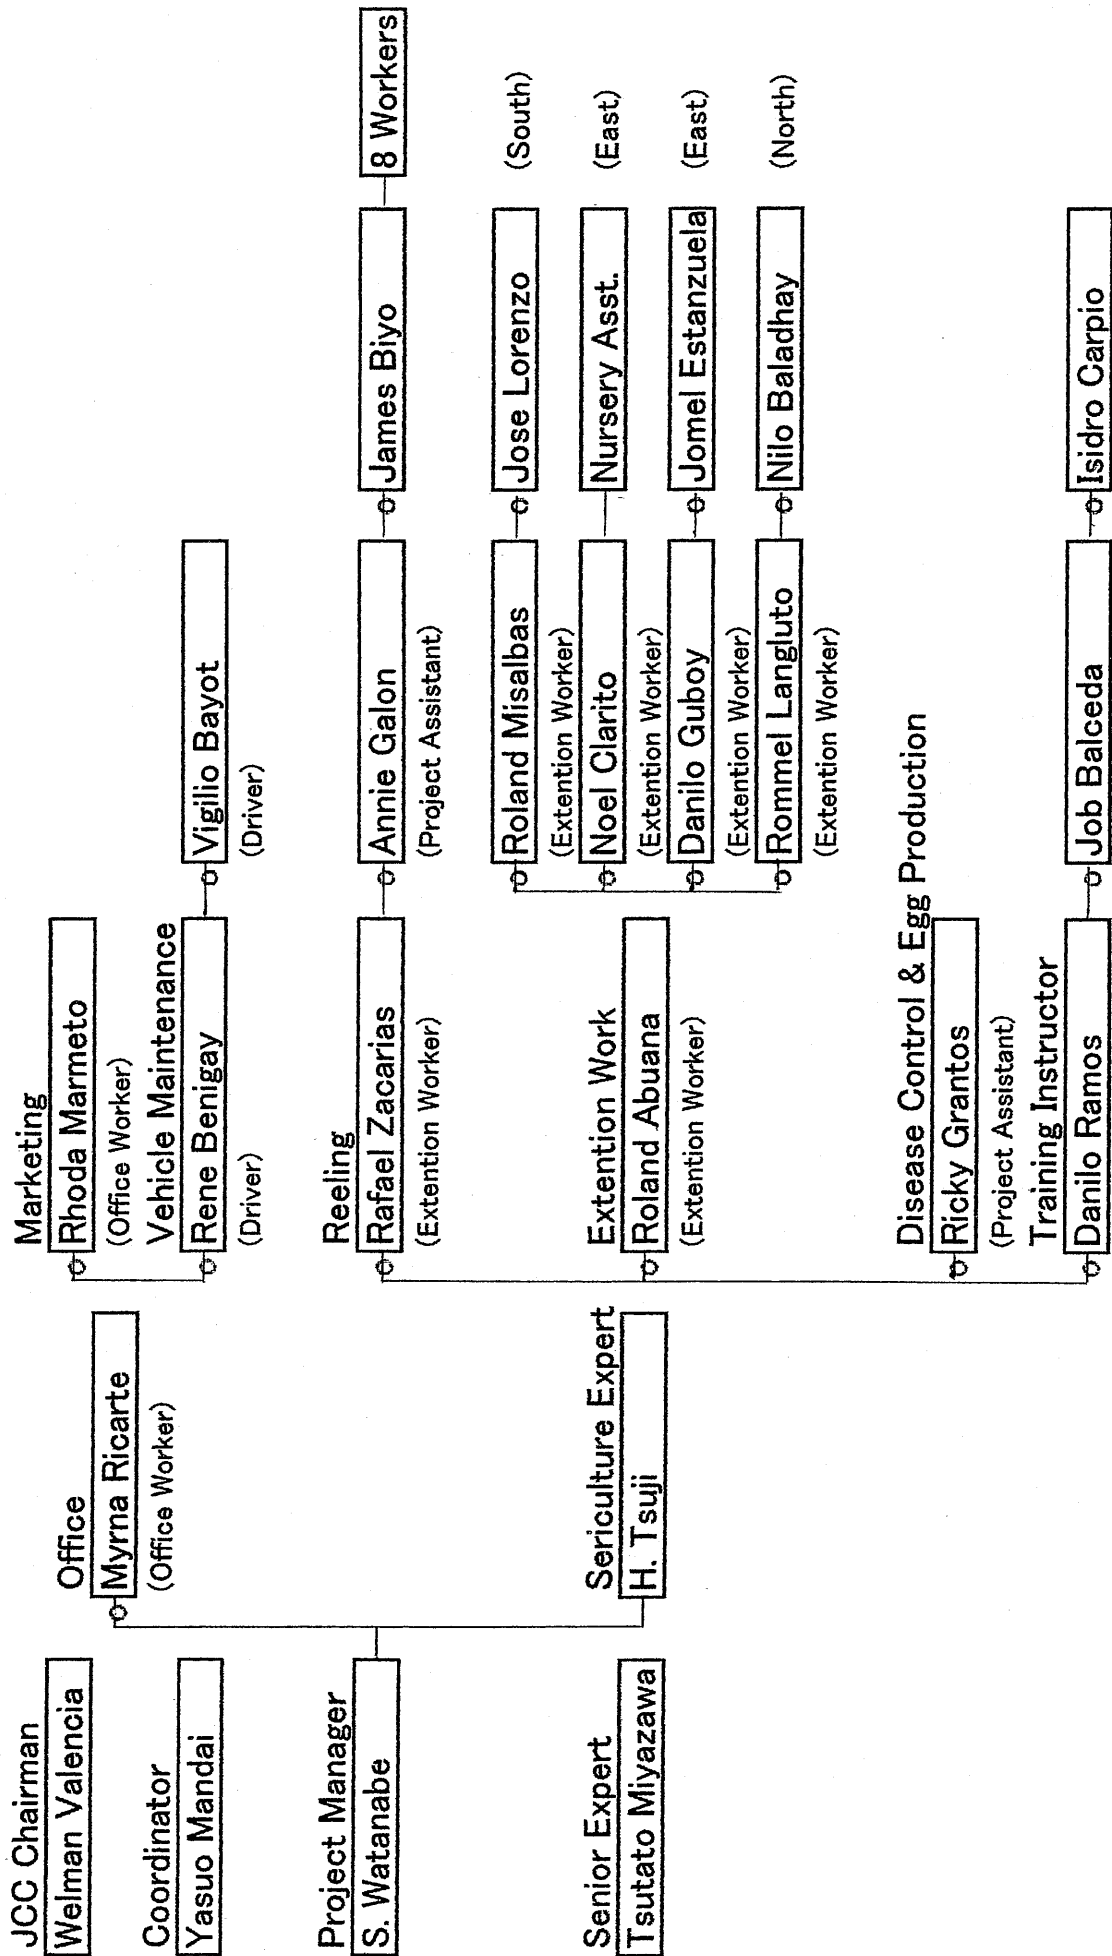 JCC Chairman
Welman Valencia
Coordinator
Yasuo Mandai
Project Manager
S. Watanabe
Senior Expert
Tsutato Miyazawa
Office
Myrna Ricarte
(Office Worker)
Sericulture Expert
H. Tsuji
Marketing
Rhoda Marmeto
(Office Worker)
Vehicle Maintenance
Rene Benigay
(Driver)
Vigilio Bayot
(Driver)
Reeling
Rafael Zacarias
(Extention Worker)
Annie Galon
(Project Assistant)
James Biyo
8 Workers
Extention Work
Roland Abuana
(Extention Worker)
Roland Misalbas
(Extention Worker)
Jose Lorenzo
(South)
Noel Clarito
(Extention Worker)
Nursery Asst.
(East)
Danilo Guboy
(Extention Worker)
Jomel Estanzuela
(East)
Rommel Langluto
(Extention Worker)
Nilo Baladhay
(North)
Disease Control & Egg Production
Ricky Grantos
(Project Assistant)
Training Instructor
Danilo Ramos
Job Balceda
Isidro Carpio